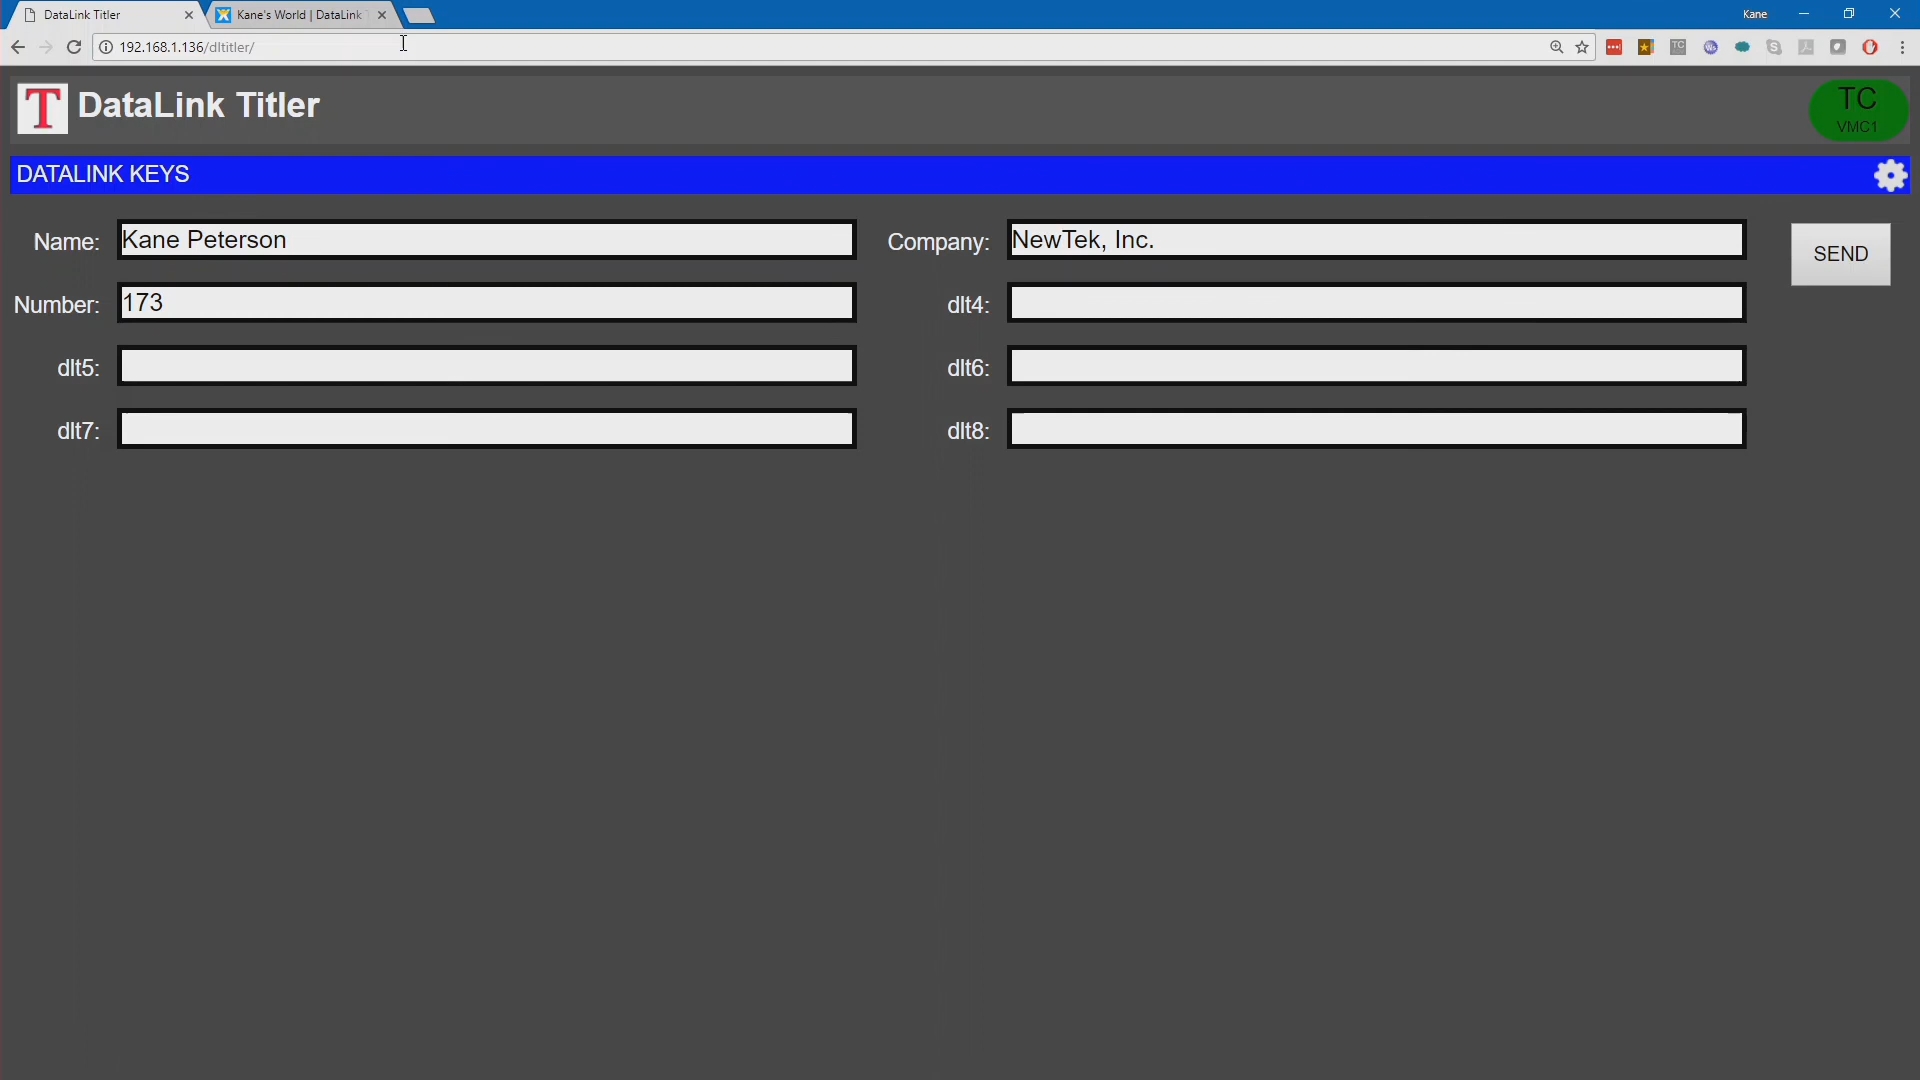 DataLink Titler
Kane's World | DataLink
Kane
192.168.1.136/dltitler/
T DataLink Titler
TC
VMC1
DATALINK KEYS
Name: Kane Peterson
Company: NewTek, Inc.
SEND
Number: 173
dlt4:
dlt5:
dlt6:
dlt7:
dlt8: